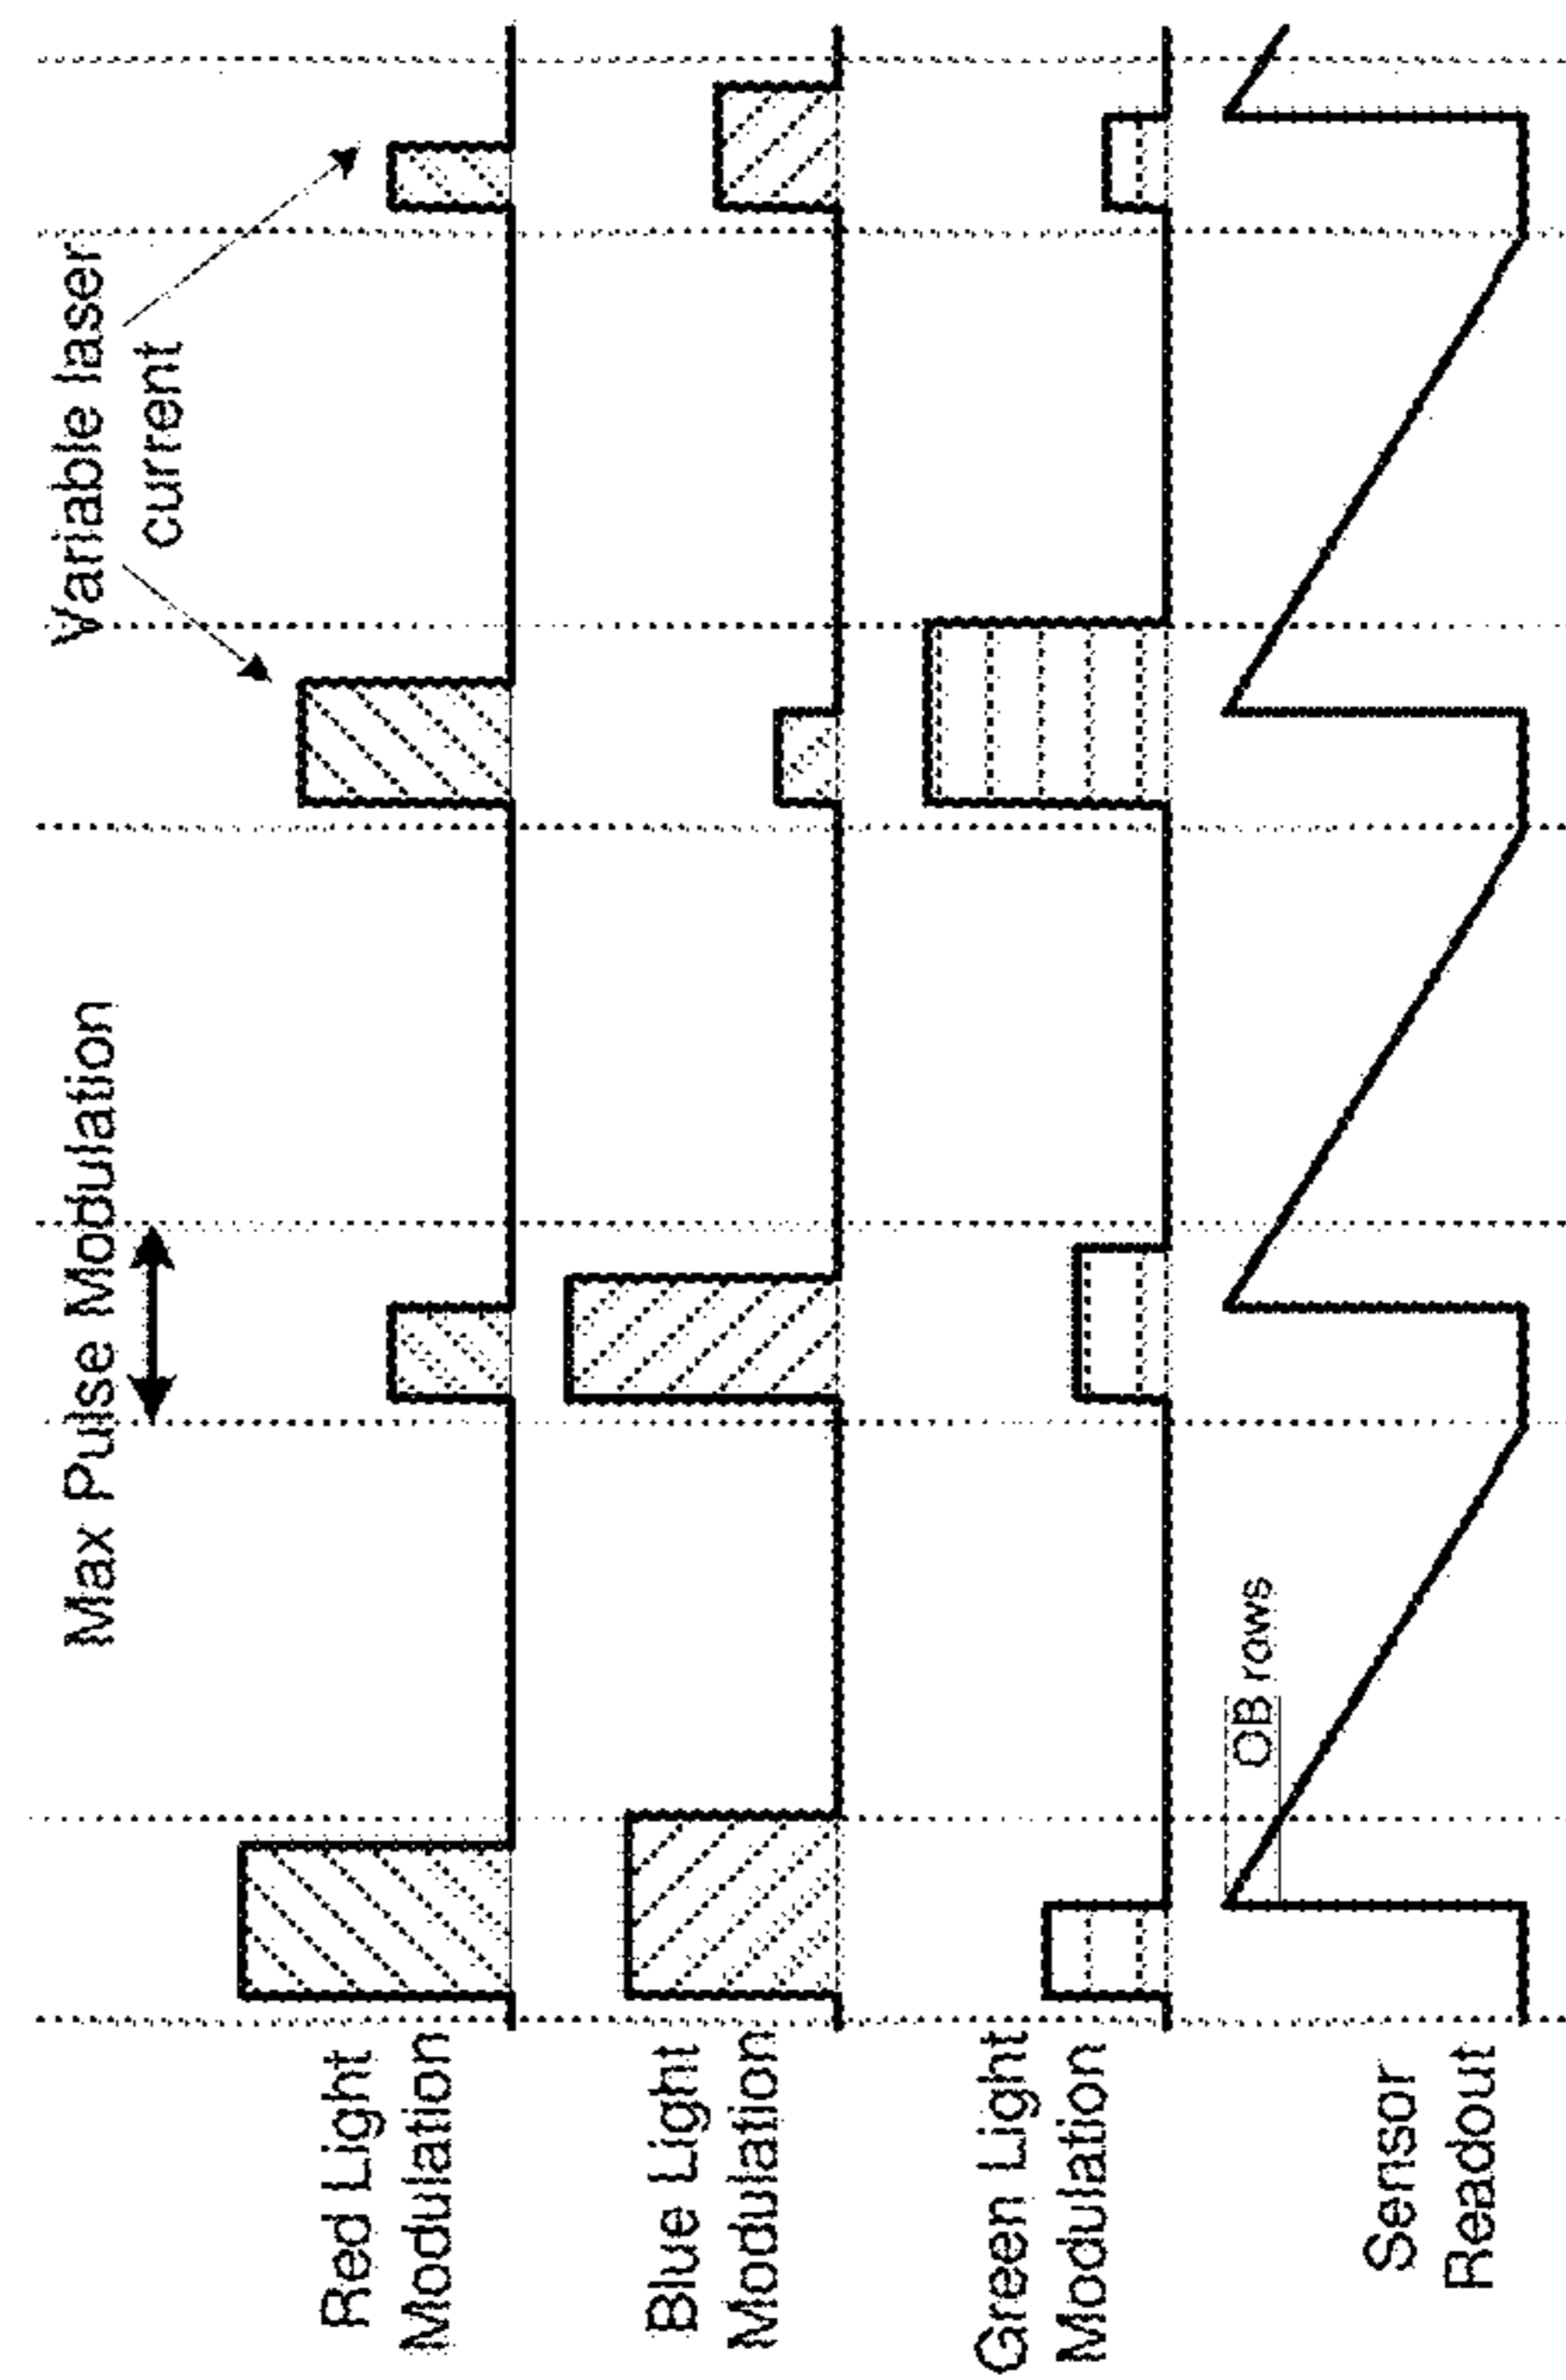 Max Pulse Modulation
Variable laser
current
Red Light
Modulation
Blue Light
Modulation
Green Light
Modulation
OB rows
Sensor
Readout